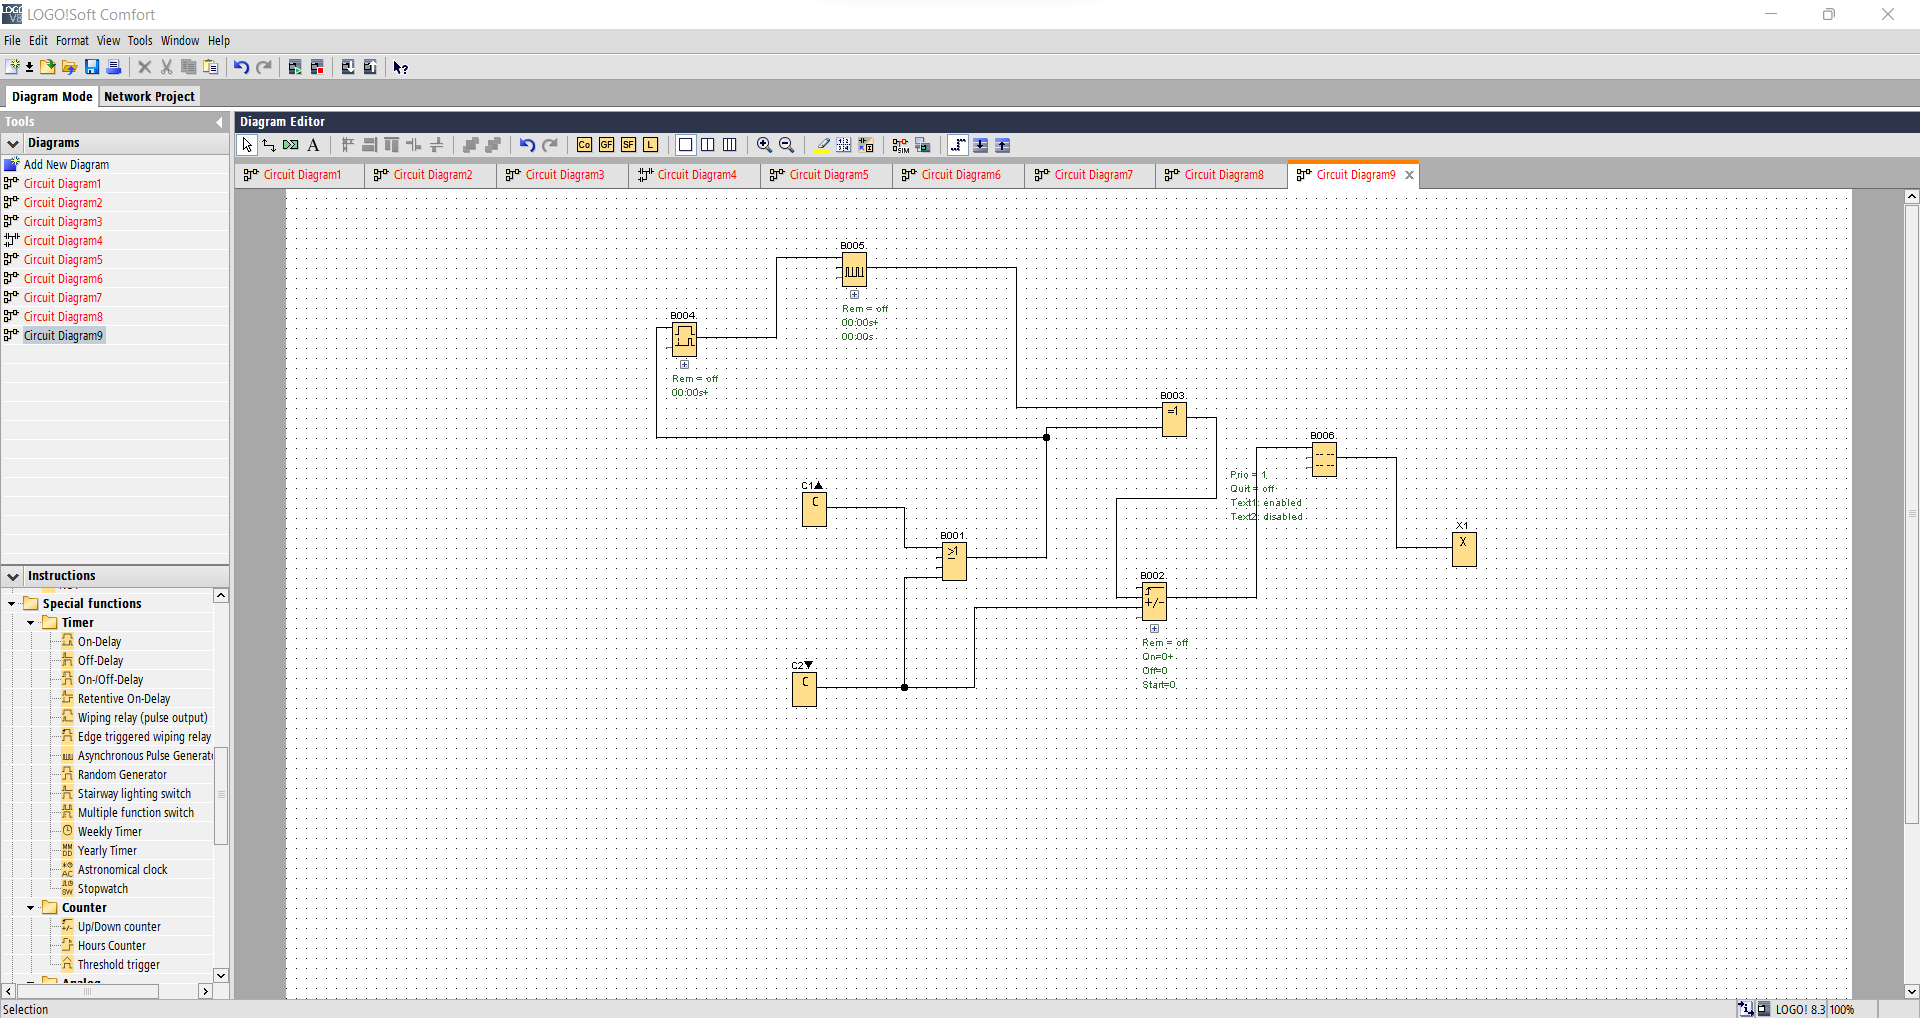 LOGO!Soft Comfort
File Edit Format View Tools Window Help
Diagram Mode Network Project
Tools
Diagrams
Add New Diagram
Circuit Diagram1
Circuit Diagram2
Circuit Diagram3
Circuit Diagram4
Circuit Diagram5
Circuit Diagram6
Circuit Diagram7
Circuit Diagram8
Circuit Diagram9
Instructions
Special functions
Timer
On-Delay
Off-Delay
On-/Off-Delay
Retentive On-Delay
Wiping relay (pulse output)
Edge triggered wiping relay
Asynchronous Pulse Generat
Random Generator
Stairway lighting switch
Multiple function switch
Weekly Timer
Yearly Timer
Astronomical clock
Stopwatch
Counter
Up/Down counter
Hours Counter
Threshold trigger
Analog
Diagram Editor
A Co GF SF L
Circuit Diagram1 Circuit Diagram2 Circuit Diagram3 Circuit Diagram4 Circuit Diagram5 Circuit Diagram6 Circuit Diagram7 Circuit Diagram8 Circuit Diagram9
B005
Rem = off
00:00s+
00:00s
B004
Rem = off
00:00s+
B003
=1
B006
Prio = 1
Quit = off
Text1: enabled
Text2: disabled
C1
C
B001
≥1
X1
X
B002
+/-
Rem = off
On=0+
Off=0
Start=0
C2
C
Selection
LOGO! 8.3 100%